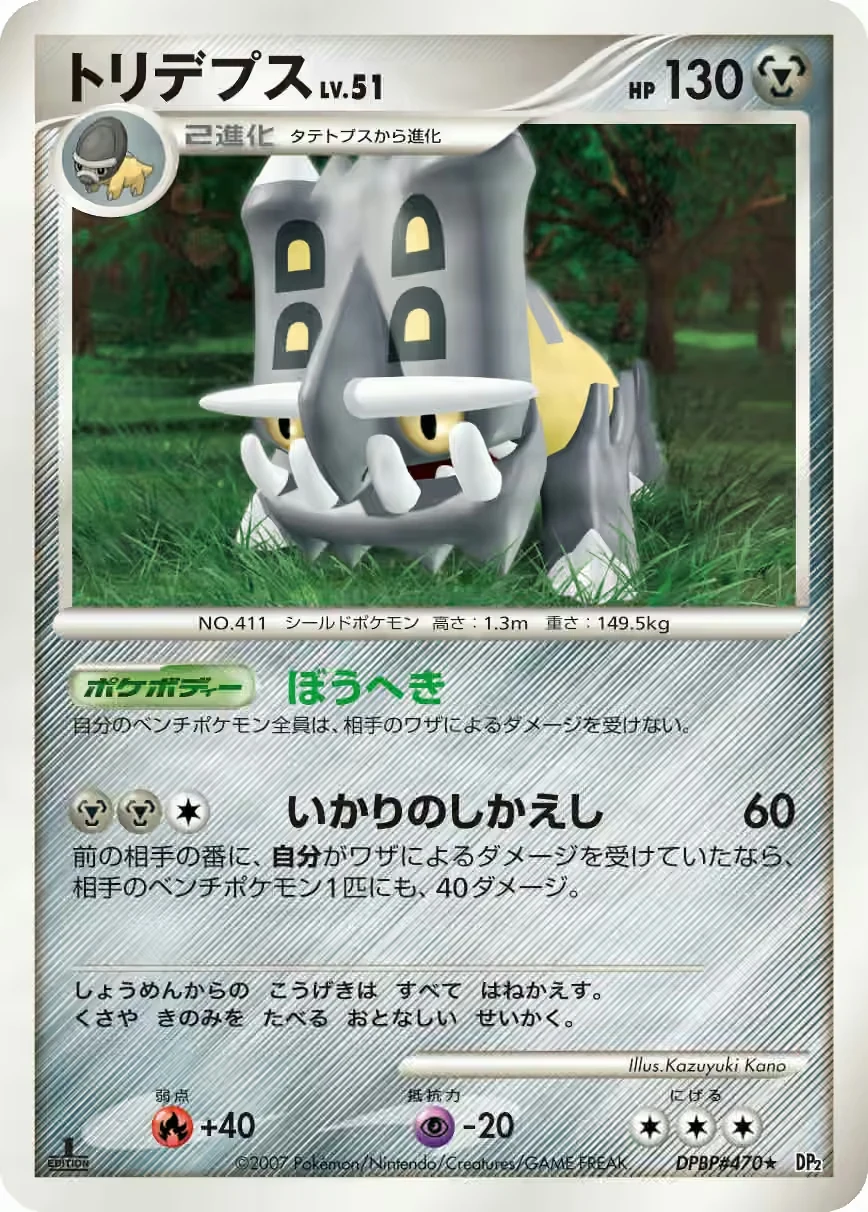 トリデプス LV.51 HP 130
2進化 タテトプスから進化
NO.411 シールドポケモン 高さ:1.3m 重さ:149.5kg
ポケボディー ぼうへき
自分のベンチポケモン全員は、相手のワザによるダメージを受けない。
いかりのしかえし 60
前の相手の番に、自分がワザによるダメージを受けていたなら、
相手のベンチポケモン1匹にも、40ダメージ。
しょうめんからの こうげきは すべて はねかえす。
くさや きのみを たべる おとなしい せいかく。
Illus.Kazuyuki Kano
弱点 抵抗力 にげる
+40 -20
1 EDITION ©2007 Pokémon/Nintendo/Creatures/GAME FREAK. DPBP#470★ DP2